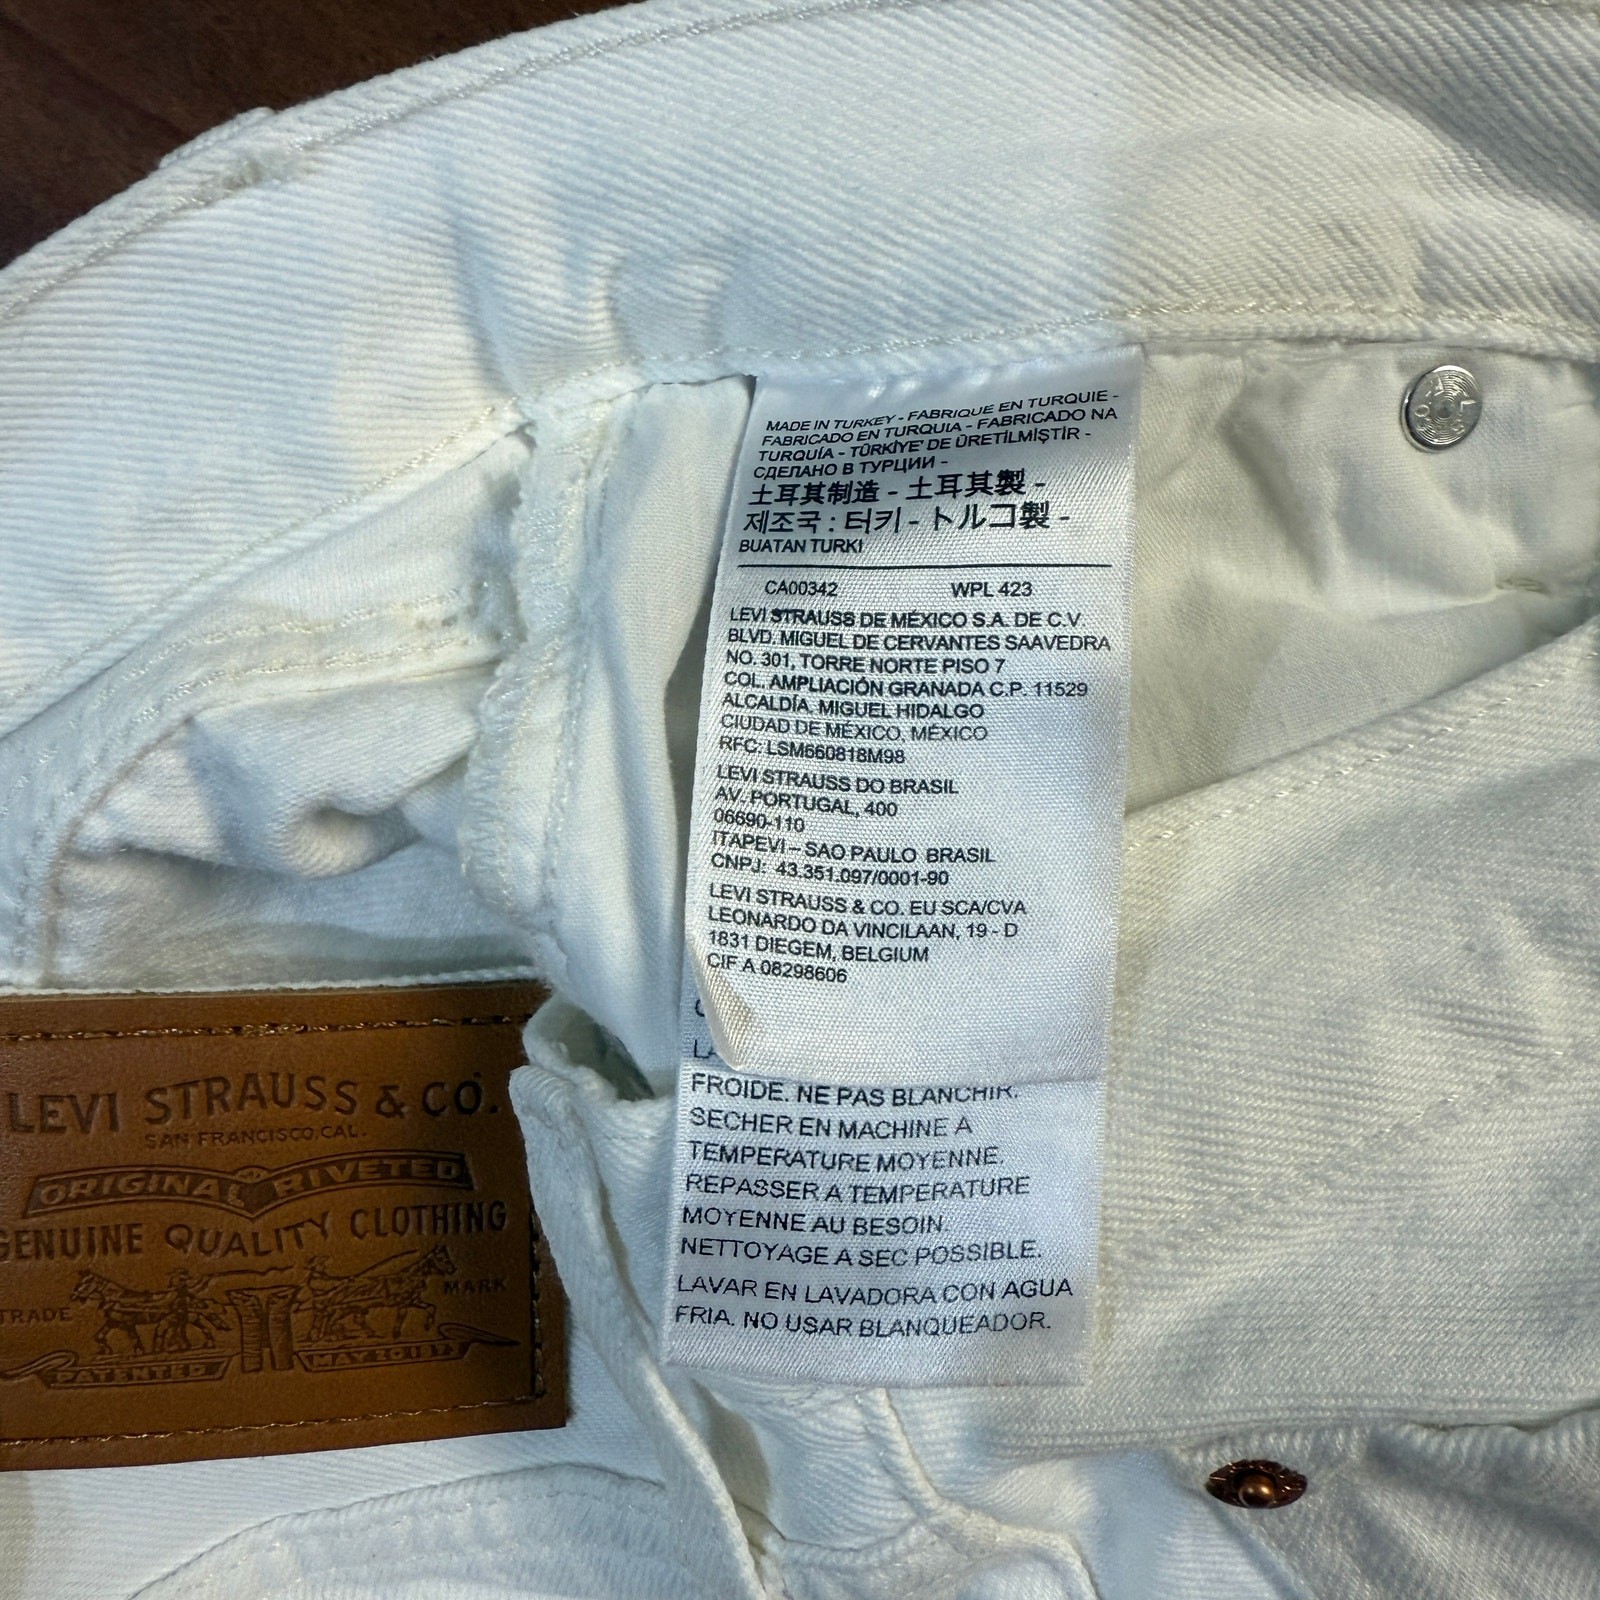 MADE IN TURKEY - FABRIQUE EN TURQUIE -
FABRICADO EN TURQUIA - FABRICADO NA
TURQUÍA - TÜRKİYE' DE ÜRETİLMİŞTİR -
СДЕЛАНО В ТУРЦИИ -
土耳其制造 - 土耳其製 -
제조국 : 터키 - トルコ製 -
BUATAN TURKI
CA00342 WPL 423
LEVI STRAUSS DE MÉXICO S.A. DE C.V.
BLVD. MIGUEL DE CERVANTES SAAVEDRA
NO. 301, TORRE NORTE PISO 7
COL. AMPLIACIÓN GRANADA C.P. 11529
ALCALDÍA. MIGUEL HIDALGO
CIUDAD DE MÉXICO, MÉXICO
RFC: LSM660818M98
LEVI STRAUSS DO BRASIL
AV. PORTUGAL, 400
06690-110
ITAPEVI – SAO PAULO BRASIL
CNPJ: 43.351.097/0001-90
LEVI STRAUSS & CO. EU SCA/CVA
LEONARDO DA VINCILAAN, 19 - D
1831 DIEGEM, BELGIUM
CIF A 08298606
FROIDE. NE PAS BLANCHIR.
SECHER EN MACHINE A
TEMPERATURE MOYENNE.
REPASSER A TEMPERATURE
MOYENNE AU BESOIN.
NETTOYAGE A SEC POSSIBLE.
LAVAR EN LAVADORA CON AGUA
FRIA. NO USAR BLANQUEADOR.
LEVI STRAUSS & CO.
SAN FRANCISCO, CAL.
ORIGINAL RIVETED
GENUINE QUALITY CLOTHING
TRADE MARK
PATENTED MAY 20 1873